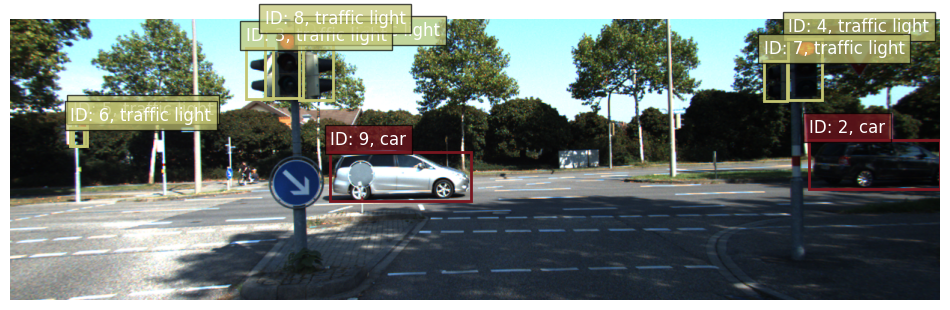 ID: 8, traffic light
ght
ID: 3, traffic light
ID: 4, traffic light
ID: 7, traffic light
ID: 6, traffic light
ID: 9, car
ID: 2, car